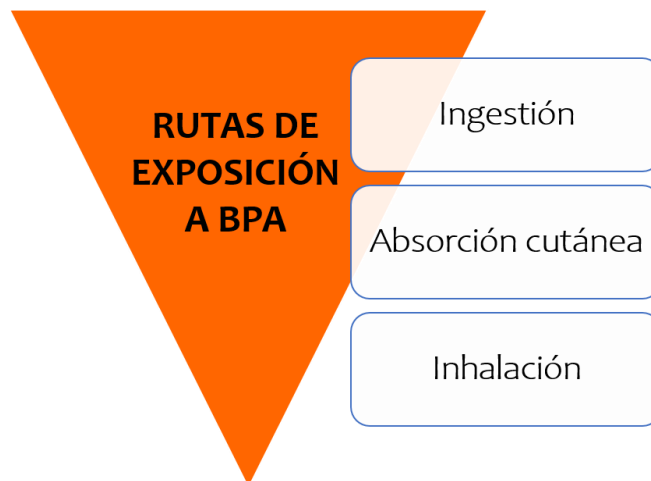 RUTAS DE
EXPOSICIÓN
A BPA
Ingestión
Absorción cutánea
Inhalación